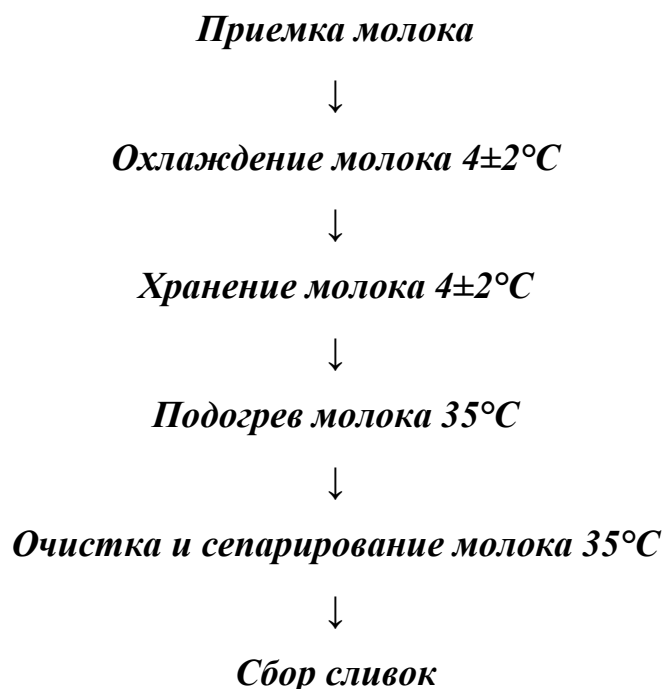 Приемка молока
↓
Охлаждение молока 4±2°С
↓
Хранение молока 4±2°С
↓
Подогрев молока 35°С
↓
Очистка и сепарирование молока 35°С
↓
Сбор сливок